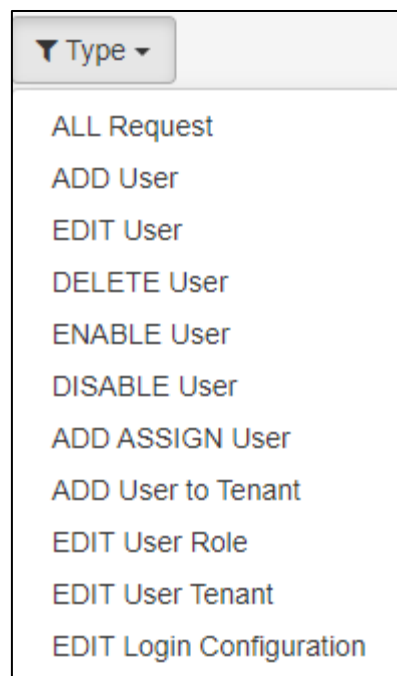 Type
ALL Request
ADD User
EDIT User
DELETE User
ENABLE User
DISABLE User
ADD ASSIGN User
ADD User to Tenant
EDIT User Role
EDIT User Tenant
EDIT Login Configuration